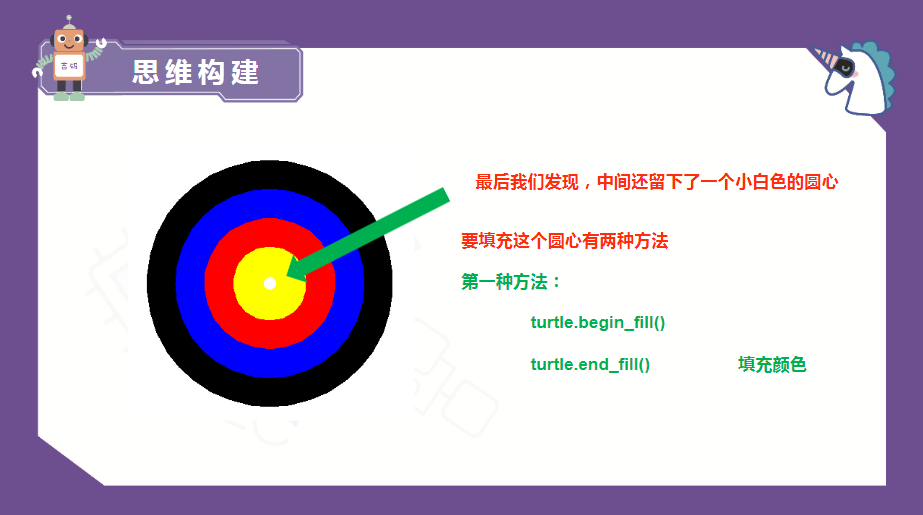 思维构建
最后我们发现，中间还留下了一个小白色的圆心
要填充这个圆心有两种方法
第一种方法：
turtle.begin_fill()
turtle.end_fill() 填充颜色